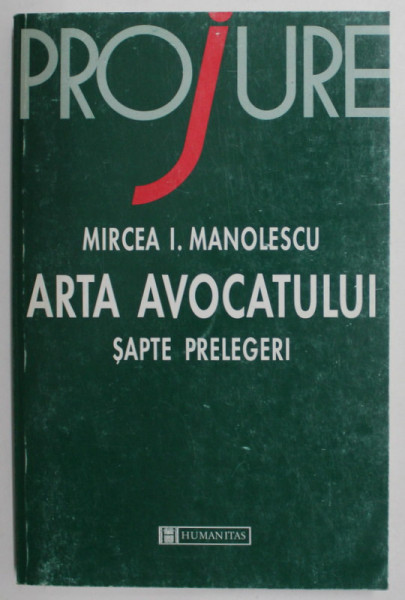 PROjURE
MIRCEA I. MANOLESCU
ARTA AVOCATULUI
ŞAPTE PRELEGERI
HUMANITAS